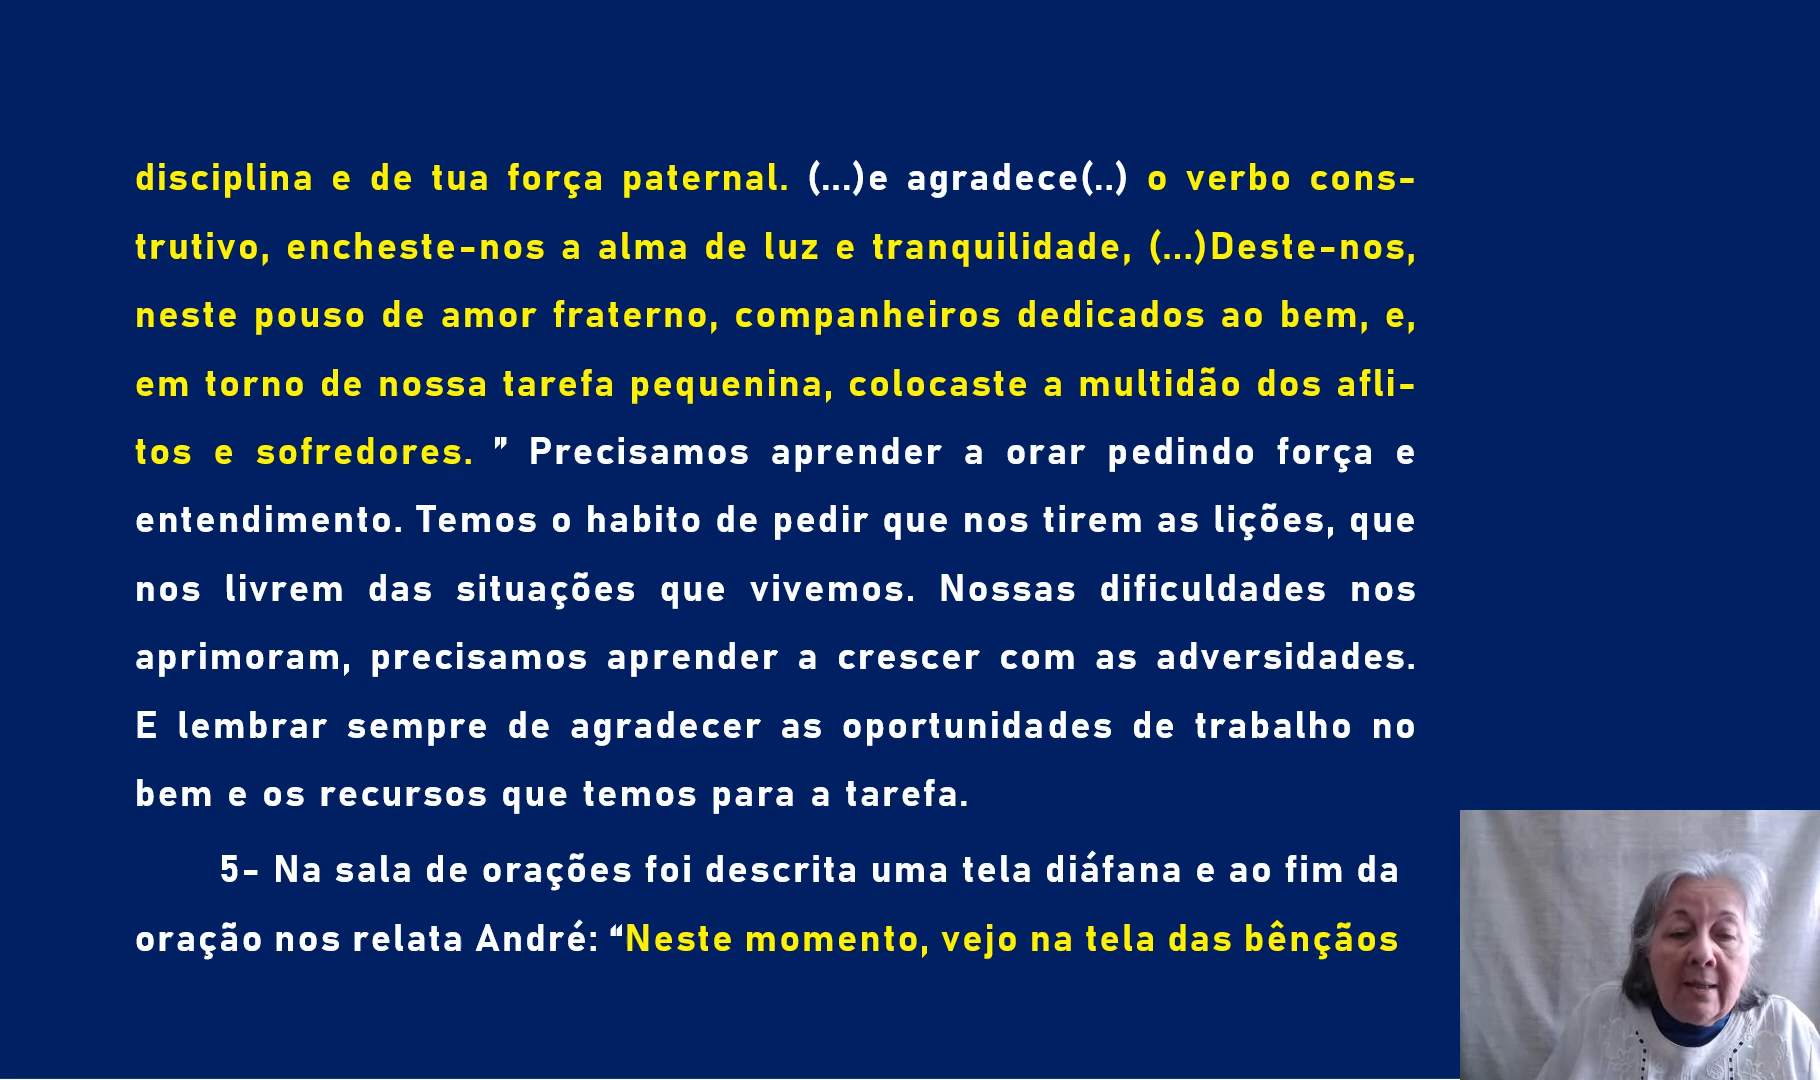 disciplina e de tua força paternal. (...)e agradece(..) o verbo cons-
trutivo, encheste-nos a alma de luz e tranquilidade, (...)Deste-nos,
neste pouso de amor fraterno, companheiros dedicados ao bem, e,
em torno de nossa tarefa pequenina, colocaste a multidão dos afli-
tos e sofredores. ” Precisamos aprender a orar pedindo força e
entendimento. Temos o habito de pedir que nos tirem as lições, que
nos livrem das situações que vivemos. Nossas dificuldades nos
aprimoram, precisamos aprender a crescer com as adversidades.
E lembrar sempre de agradecer as oportunidades de trabalho no
bem e os recursos que temos para a tarefa.
5- Na sala de orações foi descrita uma tela diáfana e ao fim da
oração nos relata André: “Neste momento, vejo na tela das bênçãos